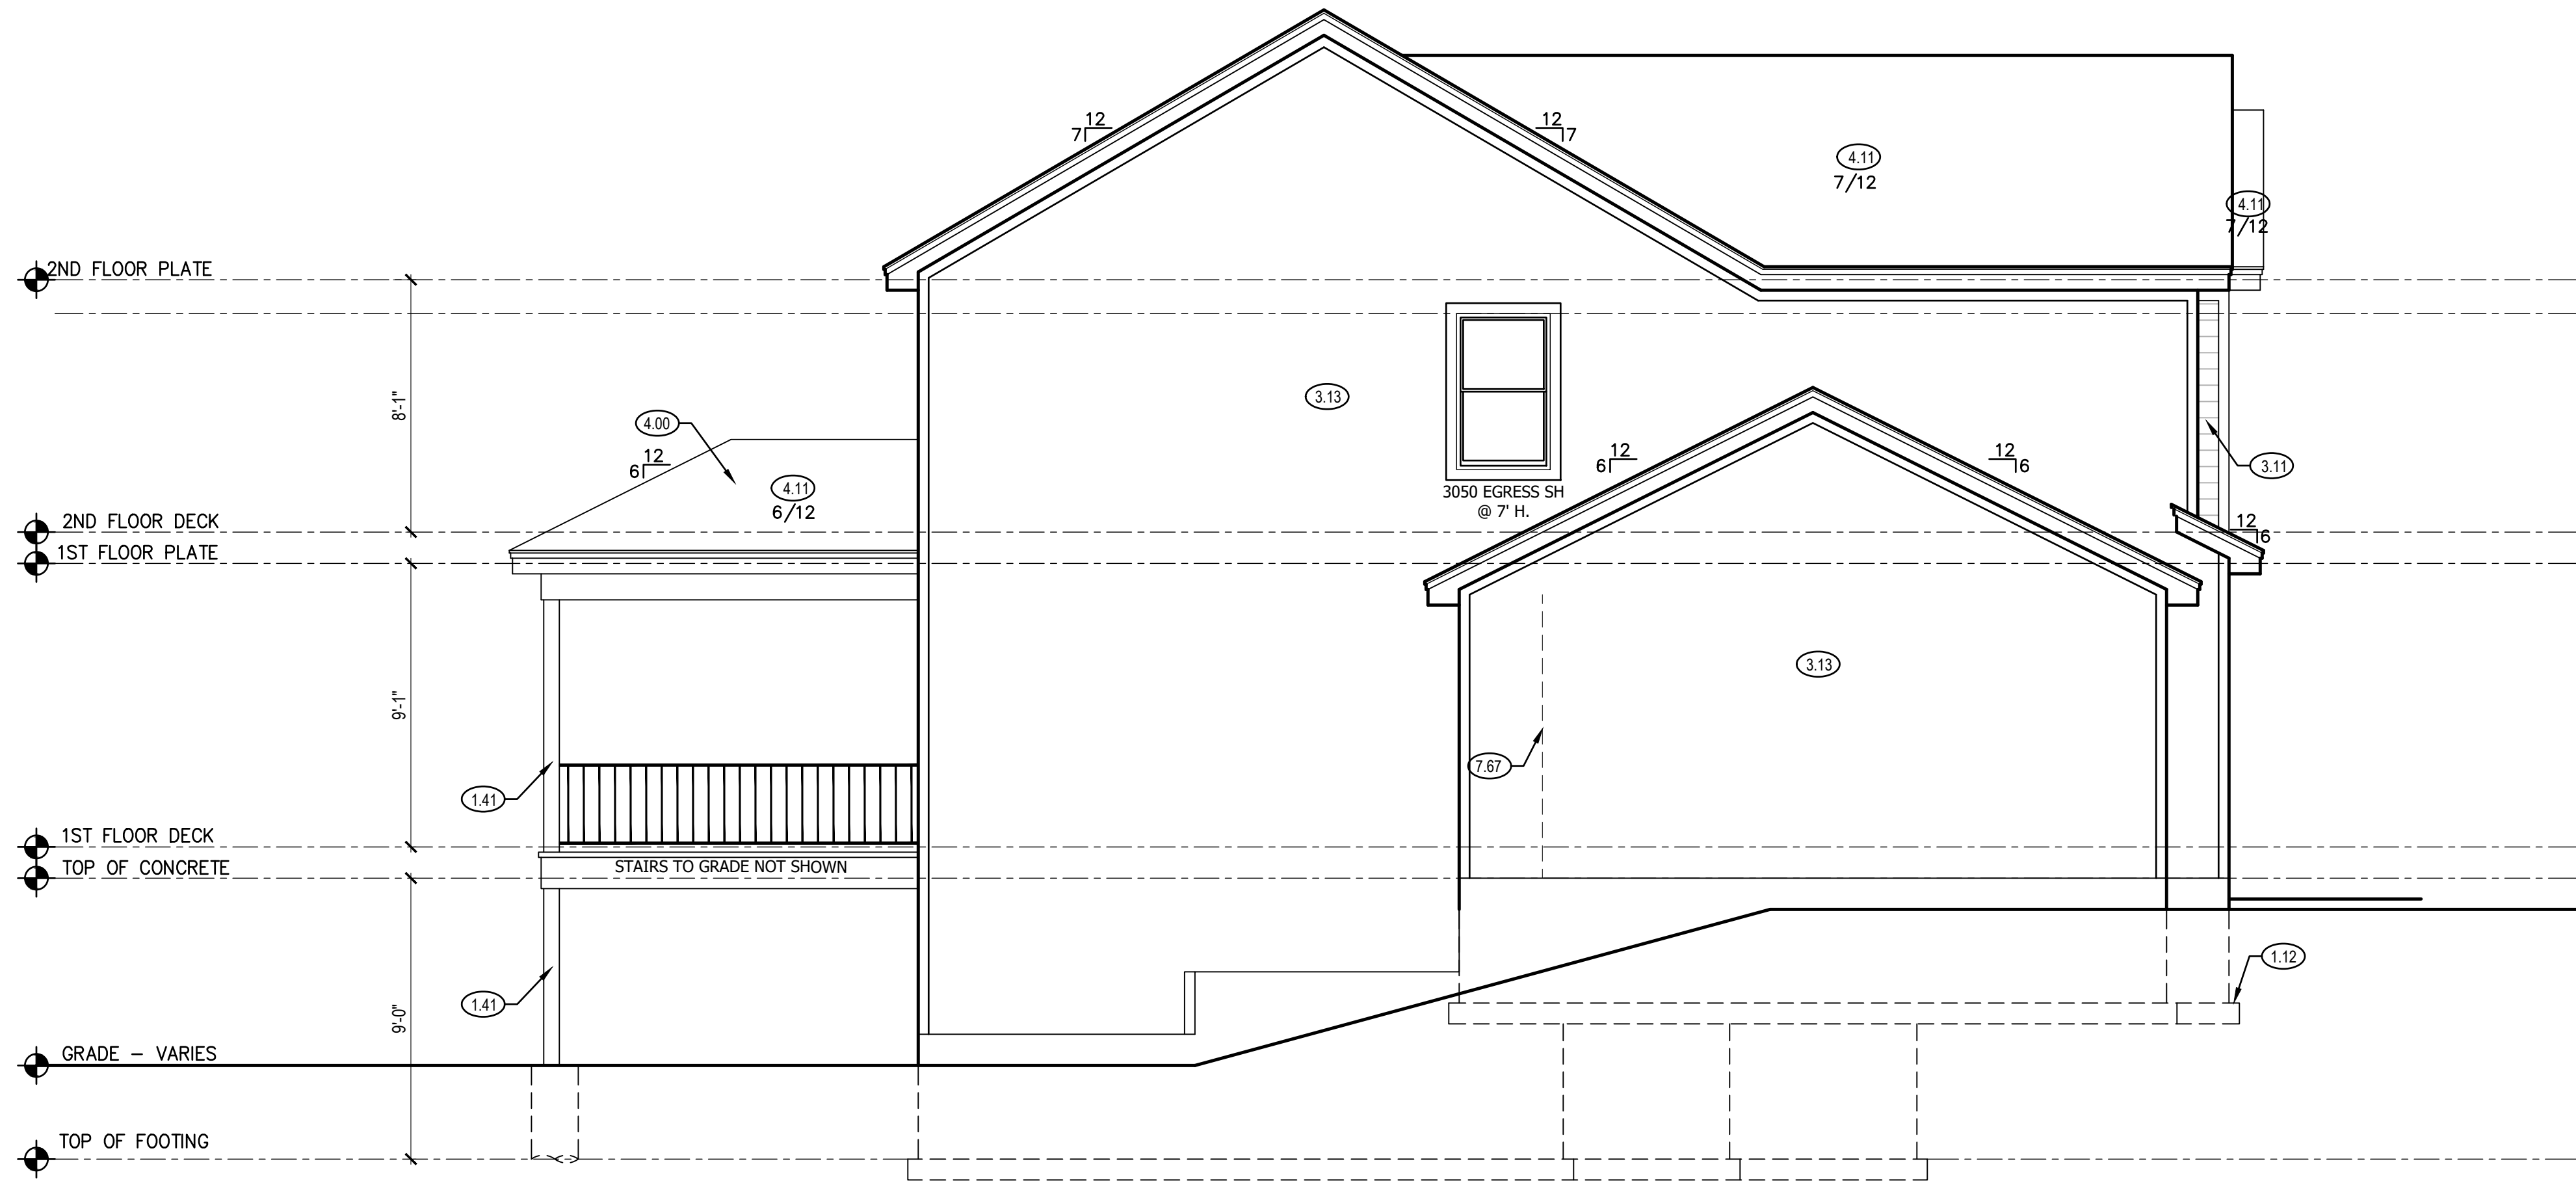 12
7
12
7
4.11
7/12
4.11
7/12
2ND FLOOR PLATE
8'-1"
3.13
4.00
12
6
4.11
6/12
12
6
12
6
3.11
3050 EGRESS SH
@ 7' H.
2ND FLOOR DECK
12
6
1ST FLOOR PLATE
9'-1"
3.13
7.67
1.41
1ST FLOOR DECK
TOP OF CONCRETE
STAIRS TO GRADE NOT SHOWN
1.12
1.41
9'-0"
GRADE - VARIES
TOP OF FOOTING